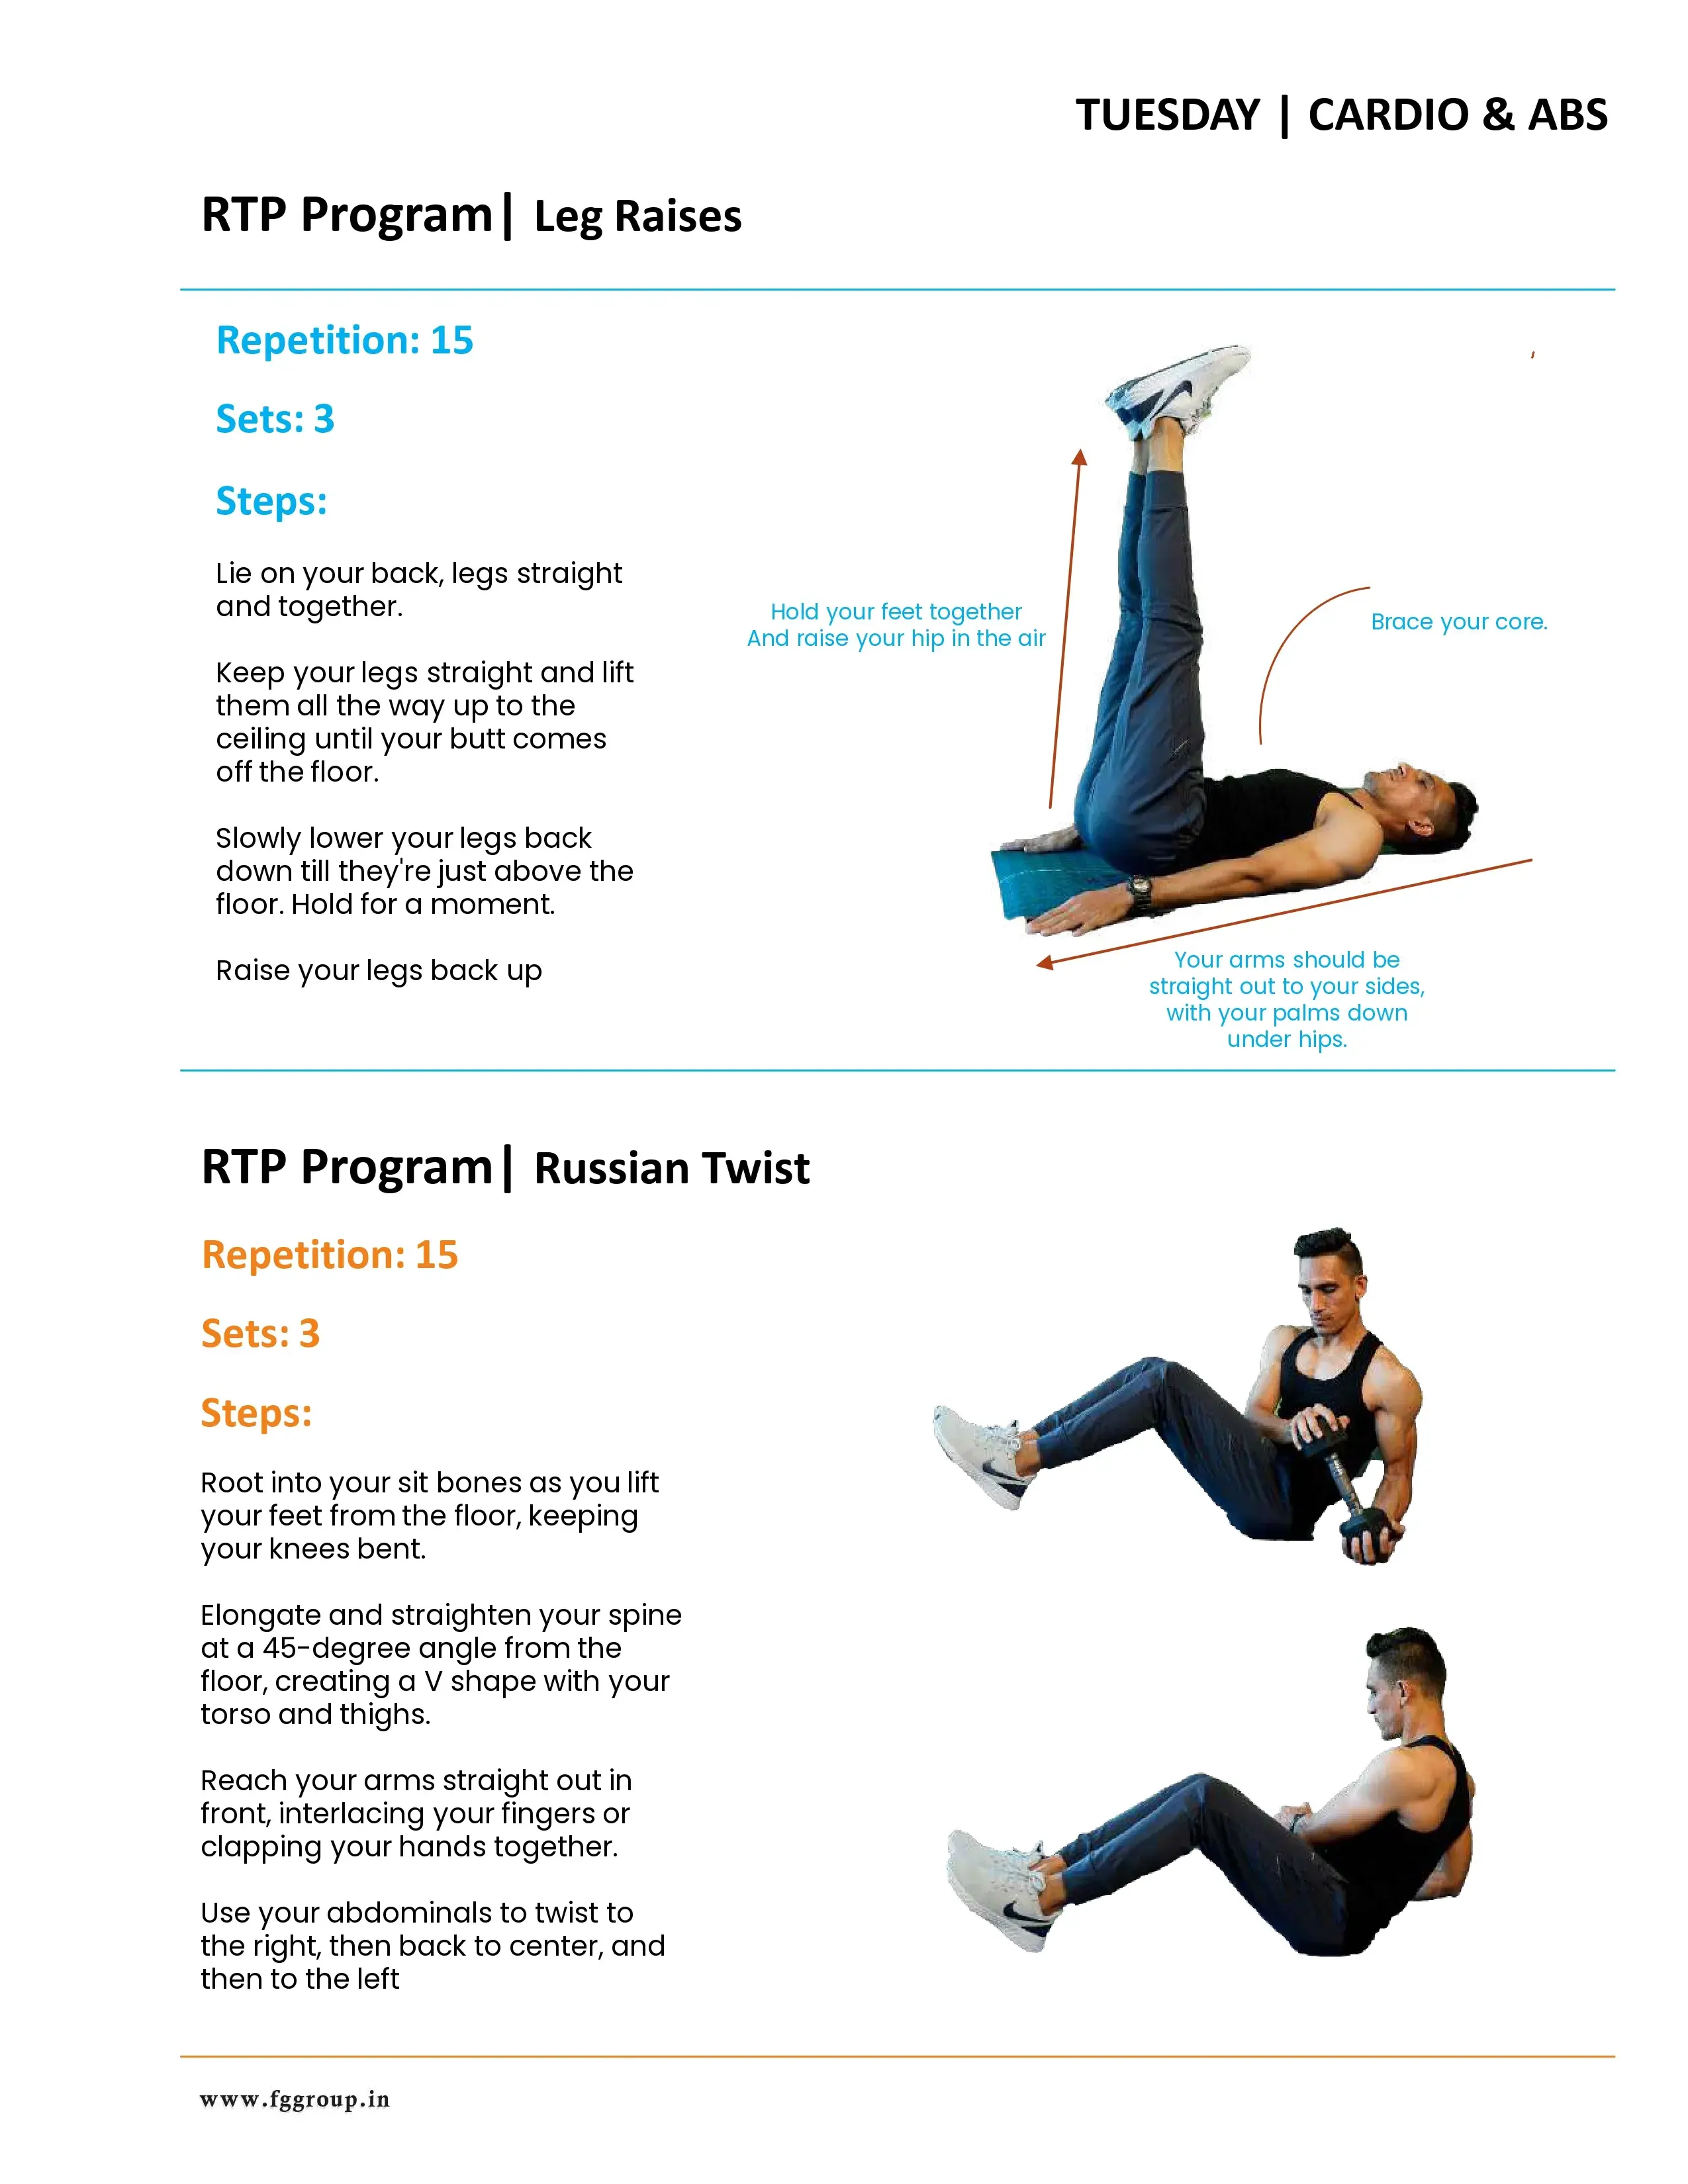 TUESDAY | CARDIO & ABS
RTP Program| Leg Raises
Repetition: 15
Sets: 3
Steps:
Lie on your back, legs straight
and together.
Keep your legs straight and lift
them all the way up to the
ceiling until your butt comes
off the floor.
Slowly lower your legs back
down till they're just above the
floor. Hold for a moment.
Raise your legs back up
Hold your feet together
And raise your hip in the air
Brace your core.
Your arms should be
straight out to your sides,
with your palms down
under hips.
RTP Program| Russian Twist
Repetition: 15
Sets: 3
Steps:
Root into your sit bones as you lift
your feet from the floor, keeping
your knees bent.
Elongate and straighten your spine
at a 45-degree angle from the
floor, creating a V shape with your
torso and thighs.
Reach your arms straight out in
front, interlacing your fingers or
clapping your hands together.
Use your abdominals to twist to
the right, then back to center, and
then to the left
www.fggroup.in